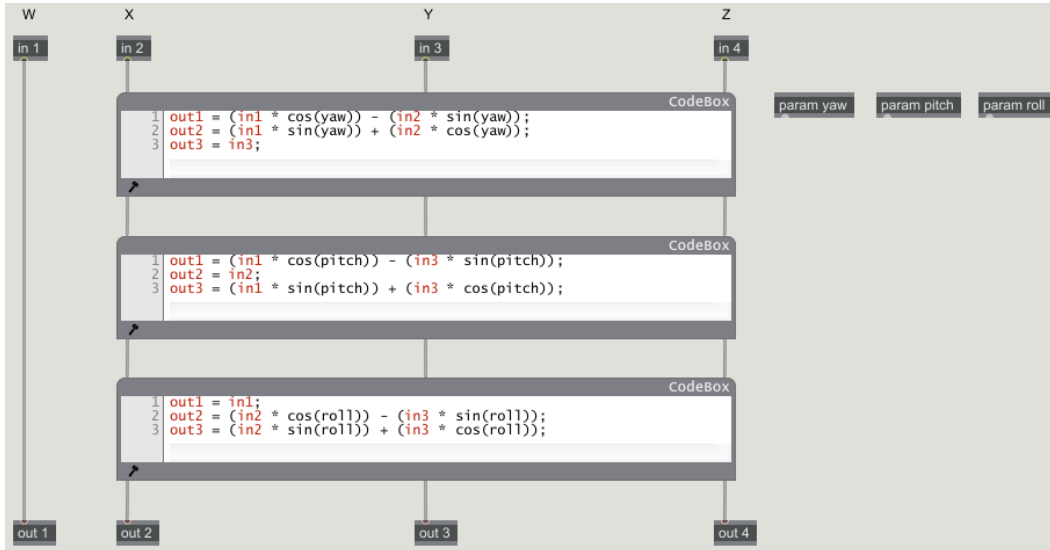 W X Y Z
in 1 in 2 in 3 in 4
param yaw param pitch param roll
CodeBox
1 out1 = (in1 * cos(yaw)) - (in2 * sin(yaw));
2 out2 = (in1 * sin(yaw)) + (in2 * cos(yaw));
3 out3 = in3;
CodeBox
1 out1 = (in1 * cos(pitch)) - (in3 * sin(pitch));
2 out2 = in2;
3 out3 = (in1 * sin(pitch)) + (in3 * cos(pitch));
CodeBox
1 out1 = in1;
2 out2 = (in2 * cos(roll)) - (in3 * sin(roll));
3 out3 = (in2 * sin(roll)) + (in3 * cos(roll));
out 1 out 2 out 3 out 4